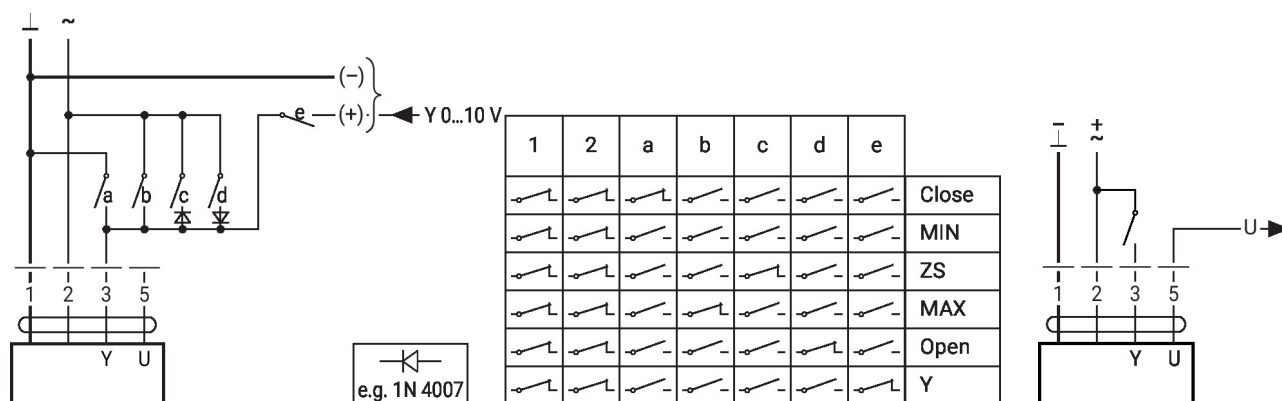 ⊥ ~
(–)
e (+) Y 0...10 V
a b c d
1 2 3 5
Y U
e.g. 1N 4007
1 2 a b c d e
Close
MIN
ZS
MAX
Open
Y
– +
⊥ ~
U
1 2 3 5
Y U